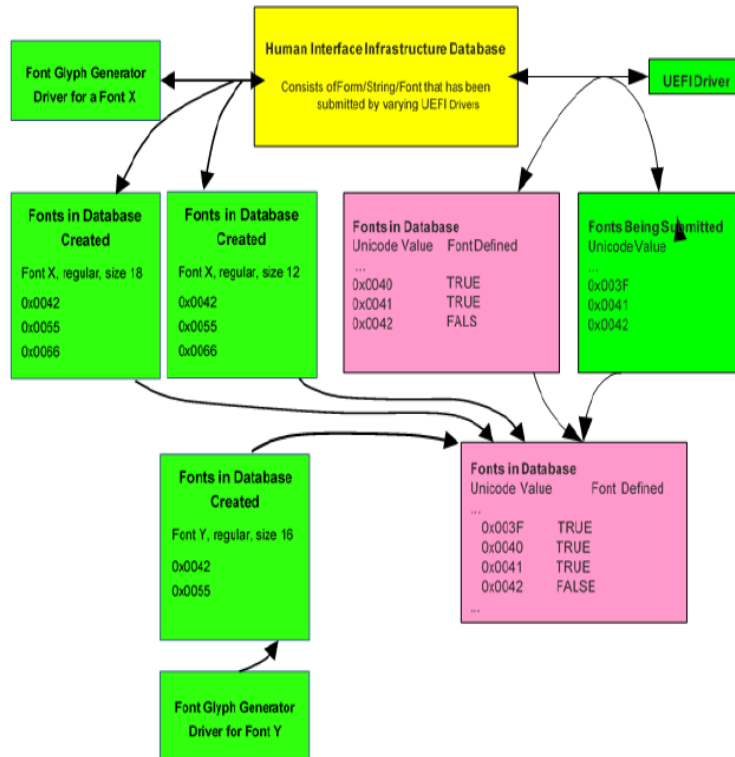 Font Glyph Generator
Driver for a Font X
Human Interface Infrastructure Database
Consists ofForm/String/Font that has been
submitted by varying UEFI Drivers
UEFI Driver
Fonts in Database
Created
Font X, regular, size 18
0x0042
0x0055
0x0066
Fonts in Database
Created
Font X, regular, size 12
0x0042
0x0055
0x0066
Fonts in Database
Unicode Value Font Defined
...
0x0040 TRUE
0x0041 TRUE
0x0042 FALS
Fonts Being Submitted
Unicode Value
...
0x003F
0x0041
0x0042
Fonts in Database
Created
Font Y, regular, size 16
0x0042
0x0055
Fonts in Database
Unicode Value Font Defined
...
0x003F TRUE
0x0040 TRUE
0x0041 TRUE
0x0042 FALSE
...
Font Glyph Generator
Driver for Font Y